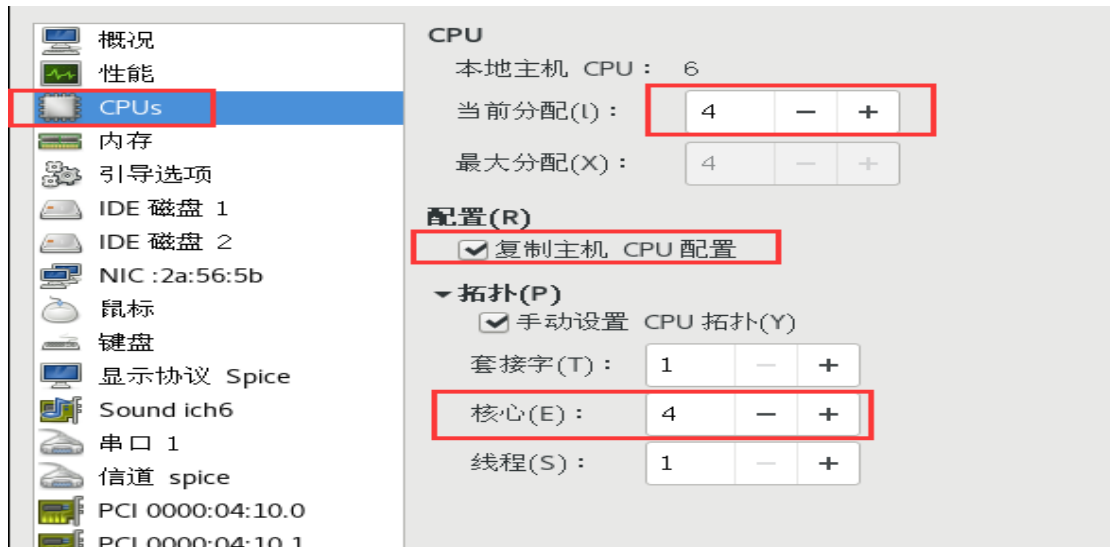 概况
性能
CPUs
内存
引导选项
IDE 磁盘 1
IDE 磁盘 2
NIC :2a:56:5b
鼠标
键盘
显示协议 Spice
Sound ich6
串口 1
信道 spice
PCI 0000:04:10.0
PCI 0000:04:10.1
CPU
本地主机 CPU： 6
当前分配(I)： 4 − +
最大分配(X)： 4 − +
配置(R)
复制主机 CPU 配置
拓扑(P)
手动设置 CPU 拓扑(Y)
套接字(T)： 1 − +
核心(E)： 4 − +
线程(S)： 1 − +